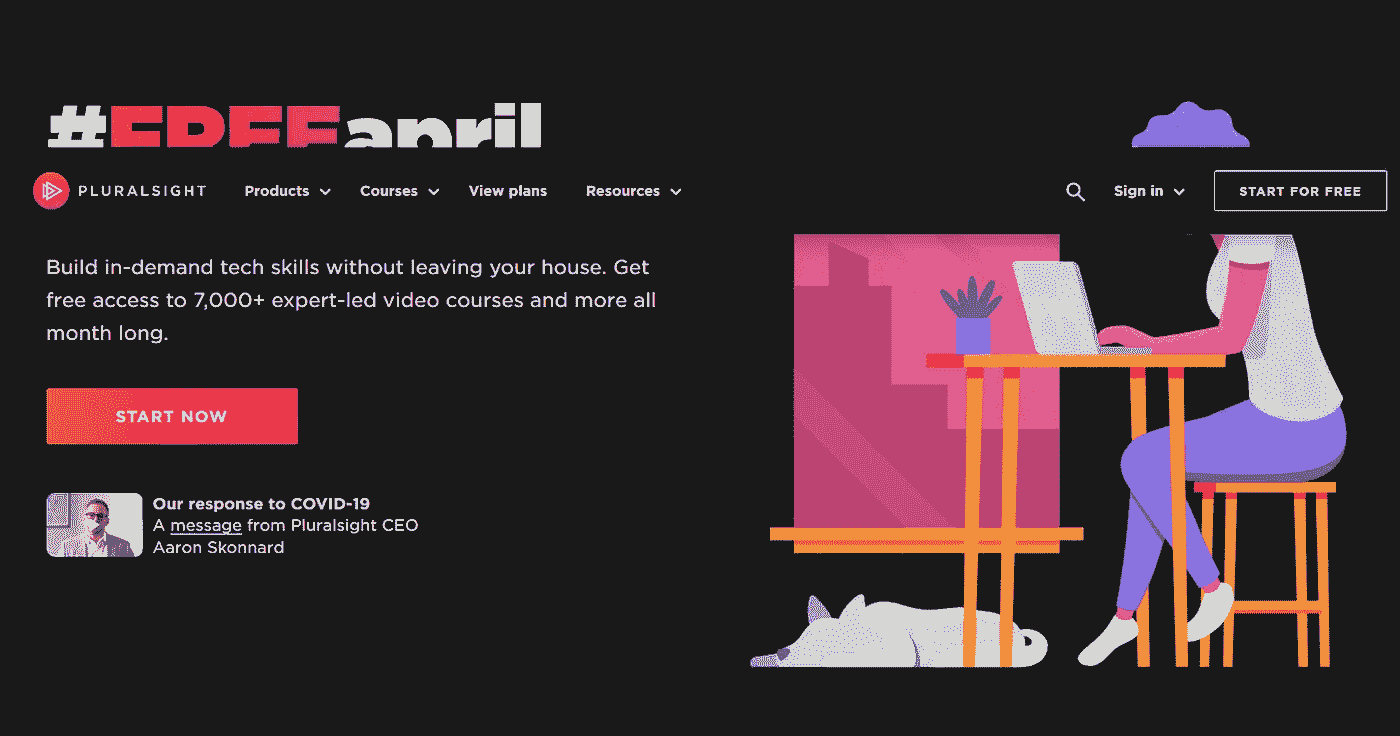 #FREEapril
PLURALSIGHT
Products
Courses
View plans
Resources
Sign in
START FOR FREE
Build in-demand tech skills without leaving your house. Get
free access to 7,000+ expert-led video courses and more all
month long.
START NOW
Our response to COVID-19
A message from Pluralsight CEO
Aaron Skonnard